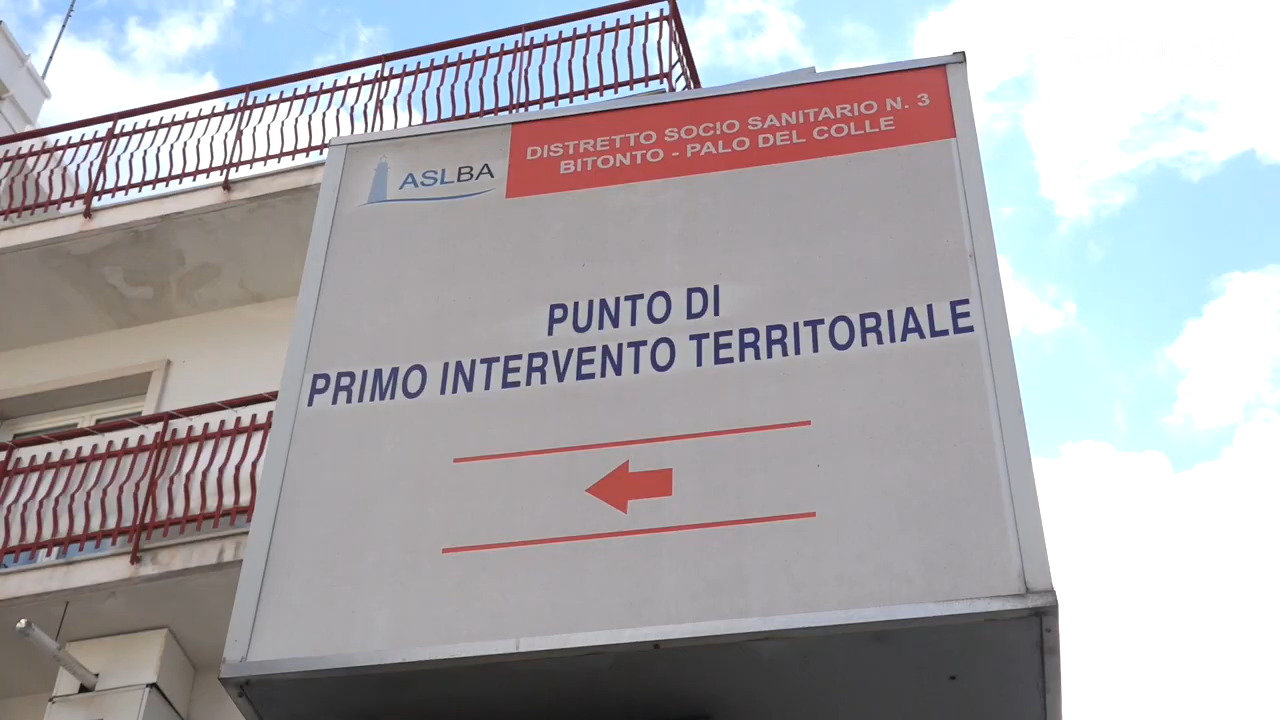 ASLBA
DISTRETTO SOCIO SANITARIO N. 3
BITONTO - PALO DEL COLLE
PUNTO DI
PRIMO INTERVENTO TERRITORIALE